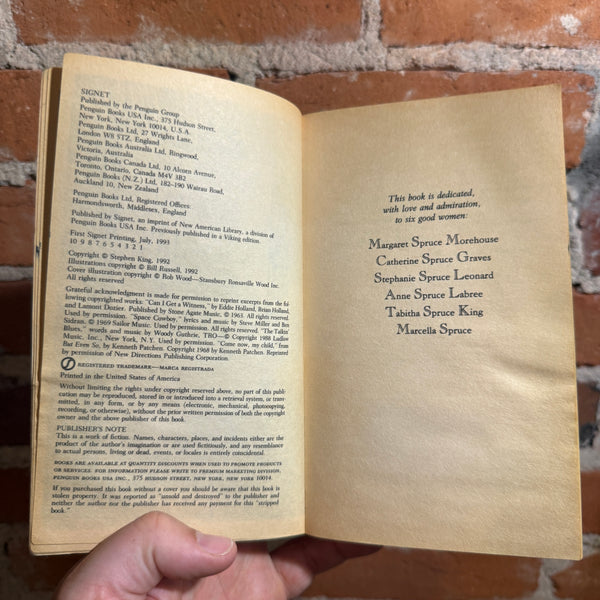 SIGNET
Published by the Penguin Group
Penguin Books USA Inc., 375 Hudson Street,
New York, New York 10014, U.S.A.
Penguin Books Ltd, 27 Wrights Lane,
London W8 5TZ, England
Penguin Books Australia Ltd, Ringwood,
Victoria, Australia
Penguin Books Canada Ltd, 10 Alcorn Avenue,
Toronto, Ontario, Canada M4V 3B2
Penguin Books (N.Z.) Ltd, 182–190 Wairau Road,
Auckland 10, New Zealand
Penguin Books Ltd, Registered Offices:
Harmondsworth, Middlesex, England
Published by Signet, an imprint of New American Library, a division of
Penguin Books USA Inc. Previously published in a Viking edition.
First Signet Printing, July, 1993
10 9 8 7 6 5 4 3 2 1
Copyright © Stephen King, 1992
Illustrations copyright © Bill Russell, 1992
Cover illustration copyright © Rob Wood—Stansbury Ronsaville Wood Inc.
All rights reserved
Grateful acknowledgment is made for permission to reprint excerpts from the fol-
lowing copyrighted works: "Can I Get a Witness," by Eddie Holland, Brian Holland,
and Lamont Dozier. Published by Stone Agate Music. © 1963. All rights reserved.
Used by permission. "Space Cowboy," lyrics and music by Steve Miller and Ben
Sidran. © 1969 Sailor Music. Used by permission. All rights reserved. "The Talkin'
Blues," words and music by Woody Guthrie, TRO—© Copyright 1988 Ludlow
Music, Inc., New York, N.Y. Used by permission. "Come now, my child," from
But Even So, by Kenneth Patchen. Copyright 1968 by Kenneth Patchen. Reprinted
by permission of New Directions Publishing Corporation.
REGISTERED TRADEMARK—MARCA REGISTRADA
Printed in the United States of America
Without limiting the rights under copyright reserved above, no part of this publi-
cation may be reproduced, stored in or introduced into a retrieval system, or trans-
mitted, in any form, or by any means (electronic, mechanical, photocopying,
recording, or otherwise), without the prior written permission of both the copyright
owner and the above publisher of this book.
PUBLISHER'S NOTE
This is a work of fiction. Names, characters, places, and incidents either are the
product of the author's imagination or are used fictitiously, and any resemblance
to actual persons, living or dead, events, or locales is entirely coincidental.
BOOKS ARE AVAILABLE AT QUANTITY DISCOUNTS WHEN USED TO PROMOTE PRODUCTS
OR SERVICES. FOR INFORMATION PLEASE WRITE TO PREMIUM MARKETING DIVISION,
PENGUIN BOOKS USA INC., 375 HUDSON STREET, NEW YORK, NEW YORK 10014.
If you purchased this book without a cover you should be aware that this book is
stolen property. It was reported as "unsold and destroyed" to the publisher and
neither the author nor the publisher has received any payment for this "stripped
book."
This book is dedicated,
with love and admiration,
to six good women:
Margaret Spruce Morehouse
Catherine Spruce Graves
Stephanie Spruce Leonard
Anne Spruce Labree
Tabitha Spruce King
Marcella Spruce